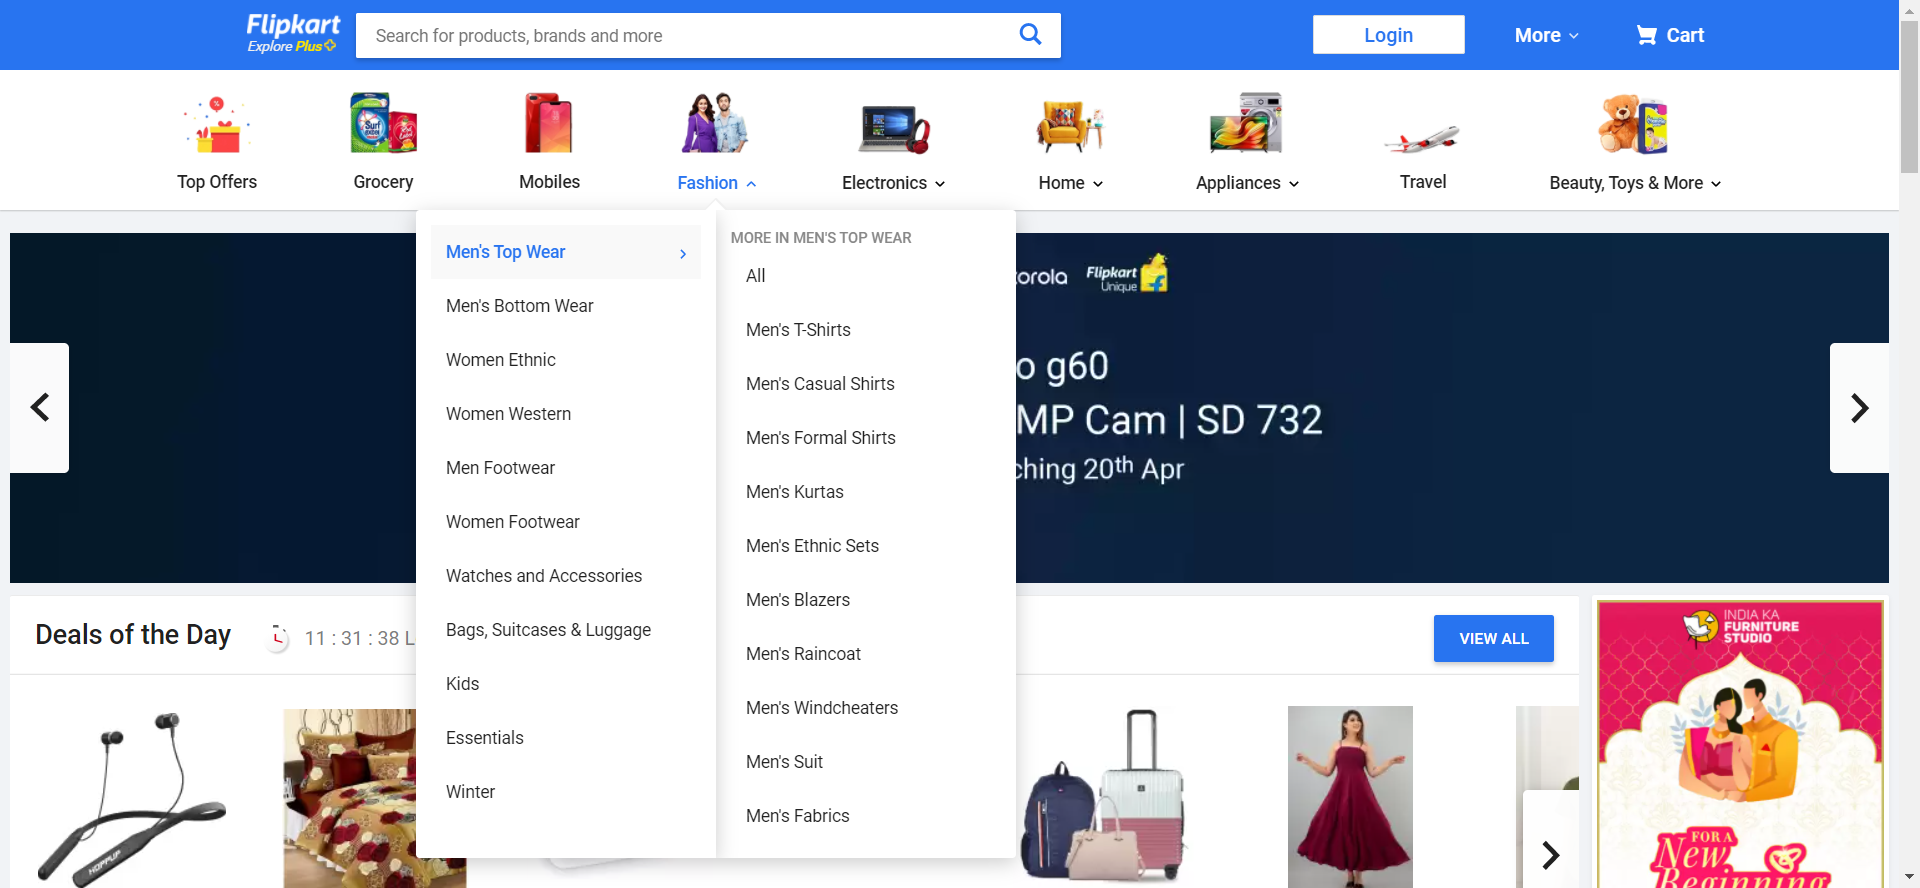 Flipkart
Explore Plus
Search for products, brands and more
Login
More
Cart
Top Offers
Grocery
Mobiles
Fashion
Electronics
Home
Appliances
Travel
Beauty, Toys & More
Men's Top Wear
Men's Bottom Wear
Women Ethnic
Women Western
Men Footwear
Women Footwear
Watches and Accessories
Bags, Suitcases & Luggage
Kids
Essentials
Winter
MORE IN MEN'S TOP WEAR
All
Men's T-Shirts
Men's Casual Shirts
Men's Formal Shirts
Men's Kurtas
Men's Ethnic Sets
Men's Blazers
Men's Raincoat
Men's Windcheaters
Men's Suit
Men's Fabrics
orola
Flipkart
Unique
o g60
MP Cam | SD 732
ching 20th Apr
Deals of the Day
11 : 31 : 38 L
VIEW ALL
Surf
excel
HOPPUP
INDIA KA
FURNITURE
STUDIO
FOR A
New
Beginning